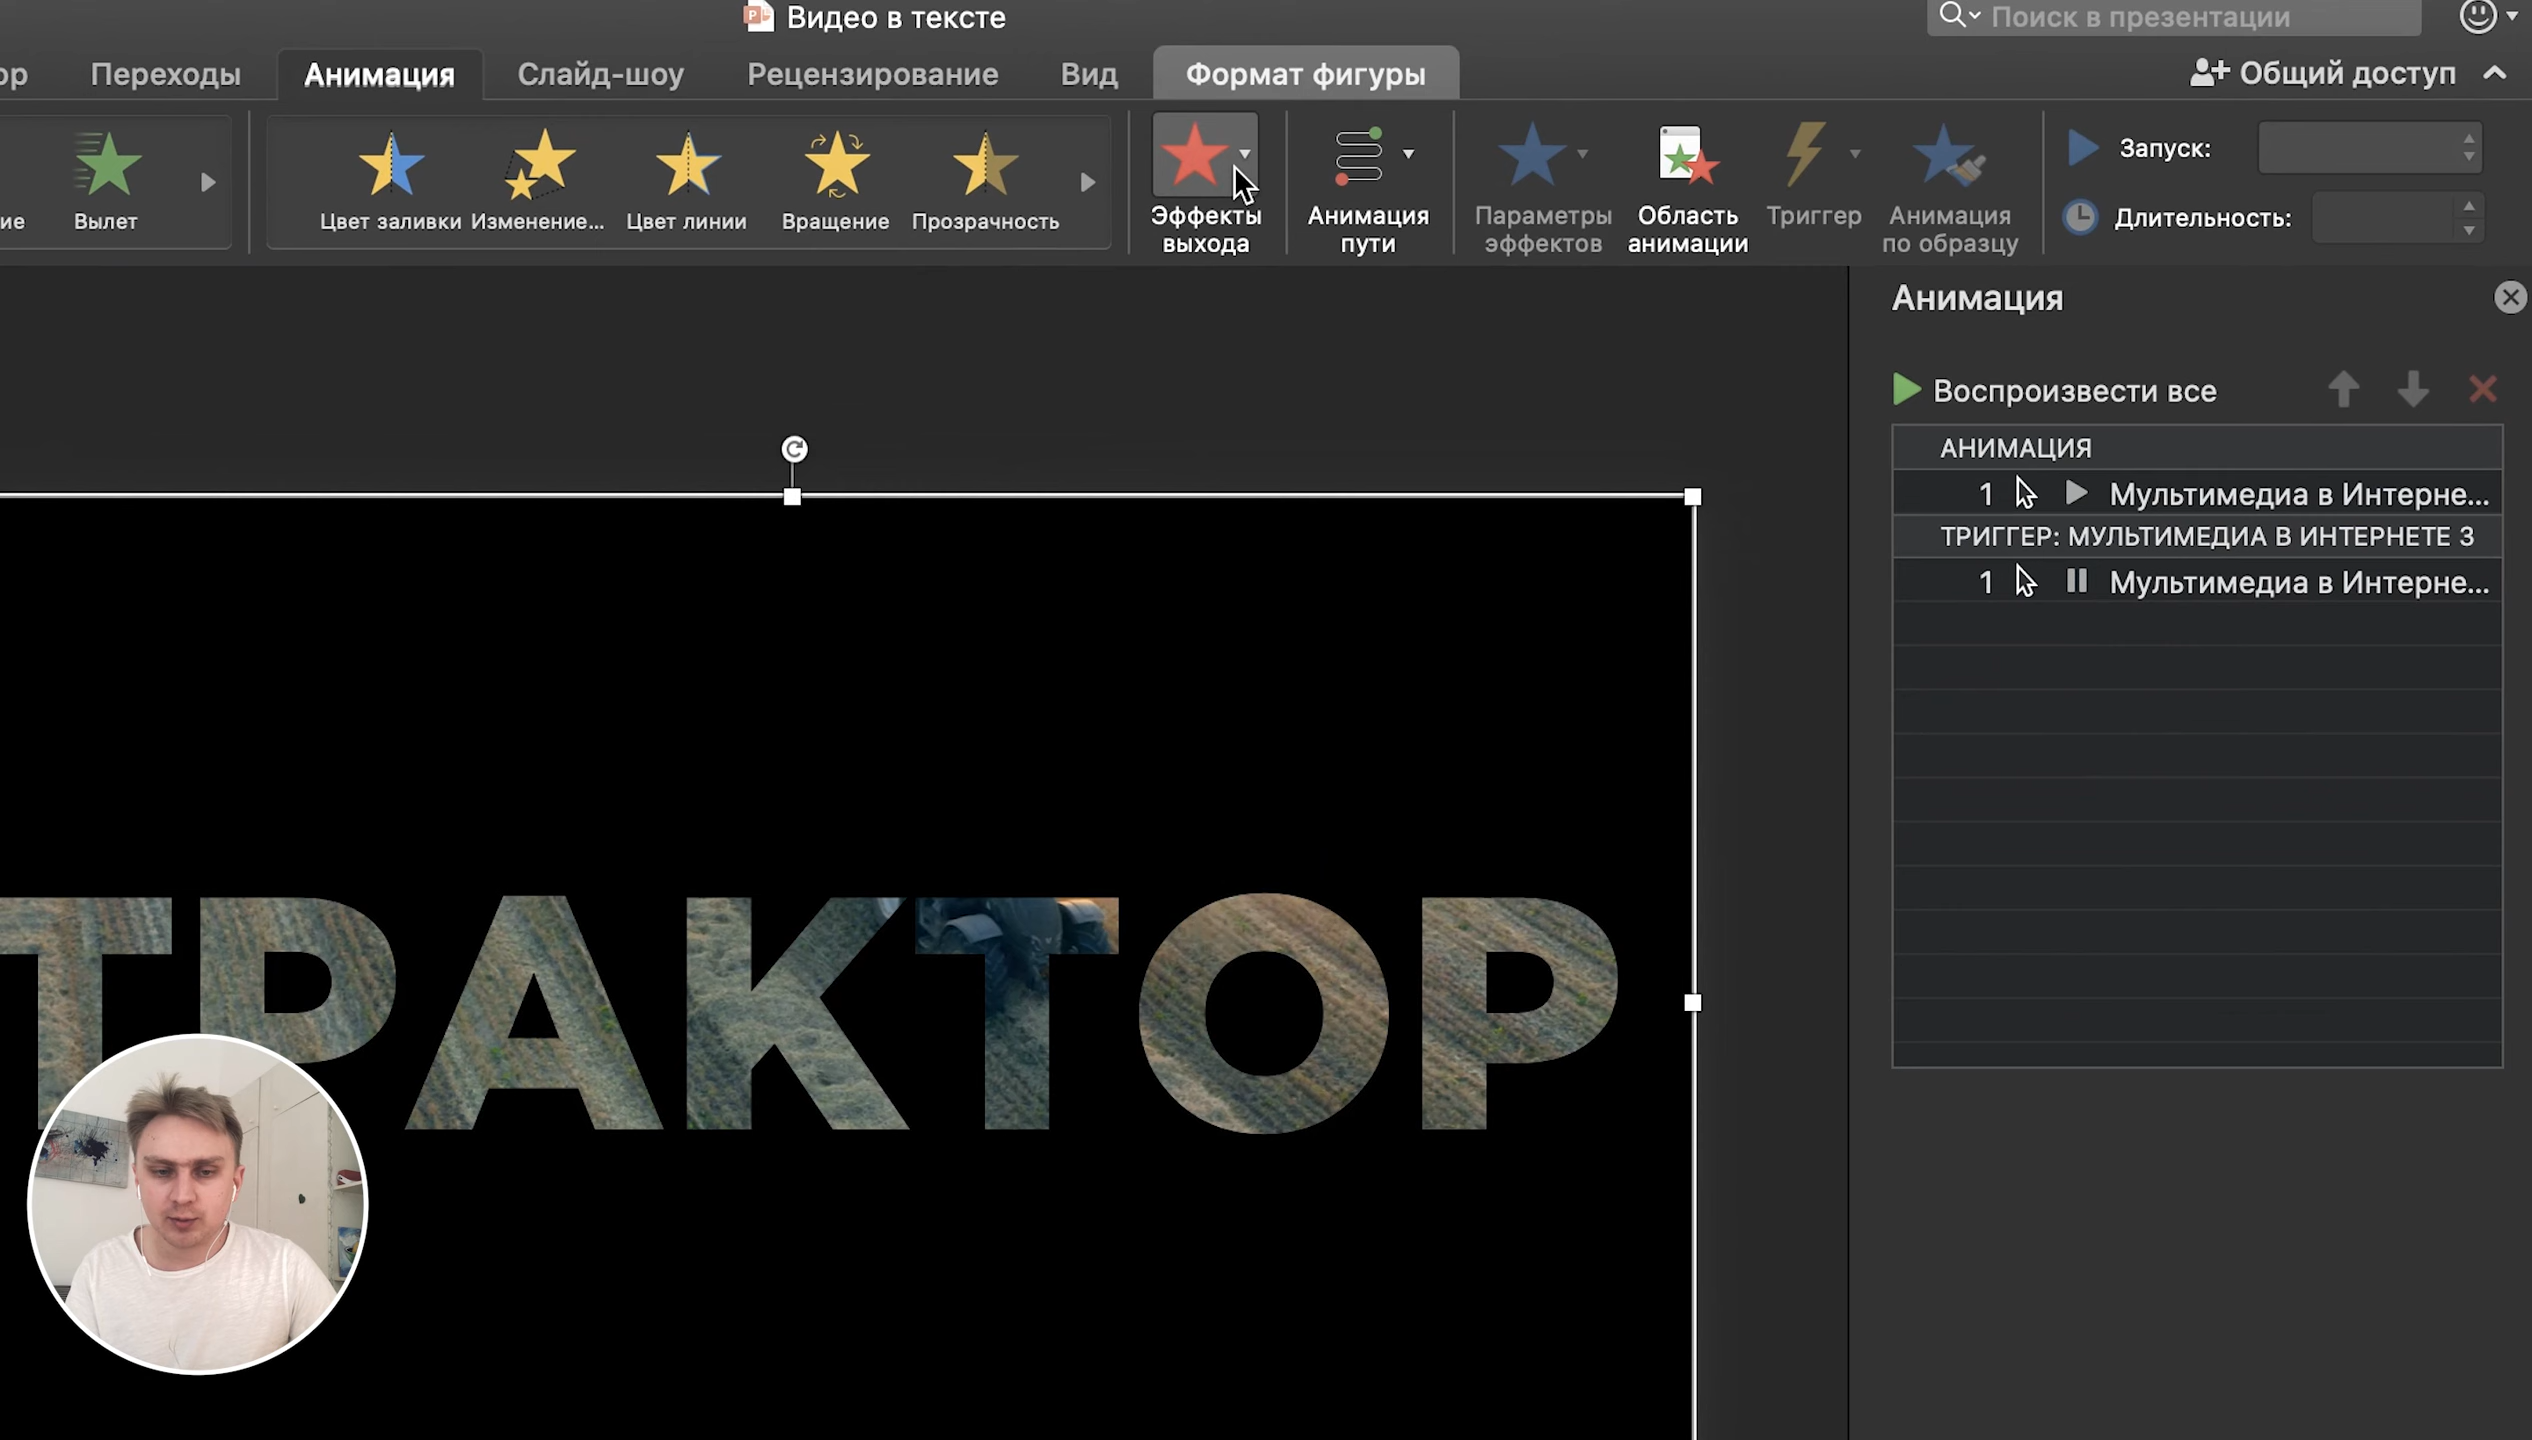 Видео в тексте
Поиск в презентации
ор
Переходы
Анимация
Слайд-шоу
Рецензирование
Вид
Формат фигуры
Общий доступ
ие
Вылет
Цвет заливки
Изменение...
Цвет линии
Вращение
Прозрачность
Эффекты
выхода
Анимация
пути
Параметры
эффектов
Область
анимации
Триггер
Анимация
по образцу
Запуск:
Длительность:
Анимация
Воспроизвести все
АНИМАЦИЯ
1 Мультимедиа в Интерне...
ТРИГГЕР: МУЛЬТИМЕДИА В ИНТЕРНЕТЕ 3
1 Мультимедиа в Интерне...
ТРАКТОР